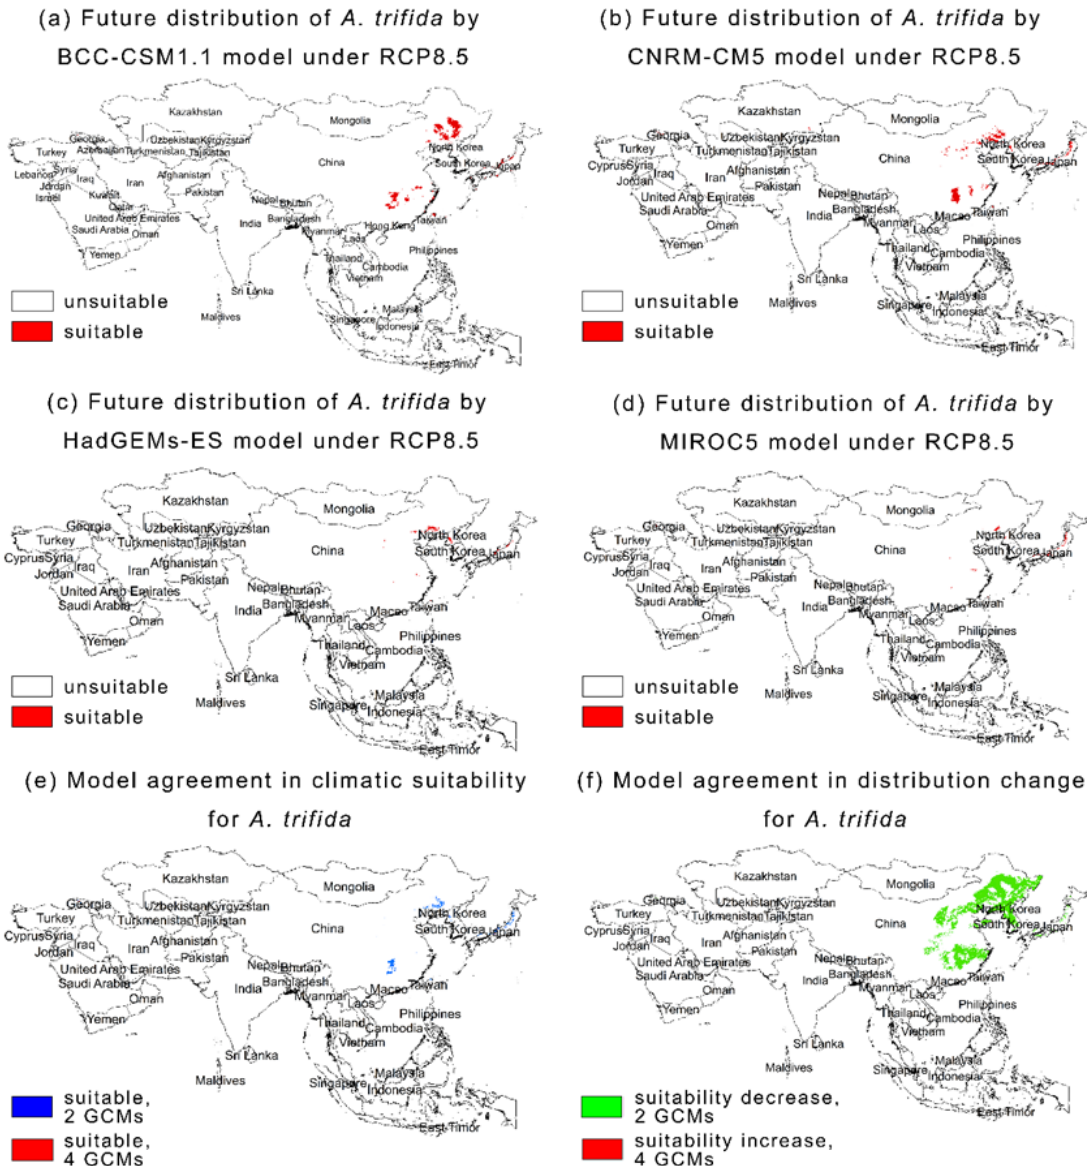 (a) Future distribution of A. trifida by
BCC-CSM1.1 model under RCP8.5
Kazakhstan
Mongolia
Georgia
Uzbekistan
Kyrgyzstan
Turkey
Azerbaijan
Turkmenistan
Tajikistan
North Korea
China
South Korea
Japan
Lebanon
Syria
Iraq
Iran
Afghanistan
Jordan
Israel
Kuwait
Pakistan
Qatar
Nepal
Bhutan
United Arab Emirates
India
Bangladesh
Taiwan
Saudi Arabia
Oman
Myanmar
Hong Kong
Laos
Yemen
Thailand
Philippines
Cambodia
Vietnam
Sri Lanka
Maldives
Malaysia
Singapore
Indonesia
East Timor
unsuitable
suitable
(b) Future distribution of A. trifida by
CNRM-CM5 model under RCP8.5
Kazakhstan
Mongolia
Georgia
Uzbekistan
Kyrgyzstan
Turkey
Turkmenistan
Tajikistan
North Korea
South Korea
Japan
China
Cyprus
Syria
Iraq
Iran
Afghanistan
Jordan
Pakistan
Nepal
Bhutan
United Arab Emirates
Saudi Arabia
India
Bangladesh
Macao
Taiwan
Oman
Myanmar
Laos
Yemen
Thailand
Philippines
Cambodia
Vietnam
Sri Lanka
Maldives
Malaysia
Singapore
Indonesia
East Timor
unsuitable
suitable
(c) Future distribution of A. trifida by
HadGEMs-ES model under RCP8.5
Kazakhstan
Mongolia
Georgia
Uzbekistan
Kyrgyzstan
Turkey
Turkmenistan
Tajikistan
North Korea
South Korea
Japan
China
Cyprus
Syria
Iraq
Iran
Afghanistan
Jordan
Pakistan
Nepal
Bhutan
United Arab Emirates
Saudi Arabia
India
Bangladesh
Macao
Taiwan
Oman
Myanmar
Laos
Yemen
Thailand
Philippines
Cambodia
Vietnam
Sri Lanka
Maldives
Malaysia
Singapore
Indonesia
East Timor
unsuitable
suitable
(d) Future distribution of A. trifida by
MIROC5 model under RCP8.5
Kazakhstan
Mongolia
Georgia
Uzbekistan
Kyrgyzstan
Turkey
Turkmenistan
Tajikistan
North Korea
South Korea
Japan
China
Cyprus
Syria
Iraq
Iran
Afghanistan
Jordan
Pakistan
Nepal
Bhutan
United Arab Emirates
Saudi Arabia
India
Bangladesh
Macao
Taiwan
Oman
Myanmar
Laos
Yemen
Thailand
Philippines
Cambodia
Vietnam
Sri Lanka
Maldives
Malaysia
Singapore
Indonesia
East Timor
unsuitable
suitable
(e) Model agreement in climatic suitability
for A. trifida
Kazakhstan
Mongolia
Georgia
Uzbekistan
Kyrgyzstan
Turkey
Turkmenistan
Tajikistan
North Korea
South Korea
Japan
China
Cyprus
Syria
Iraq
Iran
Afghanistan
Jordan
Pakistan
Nepal
Bhutan
United Arab Emirates
Saudi Arabia
India
Bangladesh
Macao
Taiwan
Oman
Myanmar
Laos
Yemen
Thailand
Philippines
Cambodia
Vietnam
Sri Lanka
Maldives
Malaysia
Singapore
Indonesia
East Timor
suitable,
2 GCMs
suitable,
4 GCMs
(f) Model agreement in distribution change
for A. trifida
Kazakhstan
Mongolia
Georgia
Uzbekistan
Kyrgyzstan
Turkey
Turkmenistan
Tajikistan
North Korea
South Korea
Japan
China
Cyprus
Syria
Iraq
Iran
Afghanistan
Jordan
Pakistan
Nepal
Bhutan
United Arab Emirates
Saudi Arabia
India
Bangladesh
Macao
Taiwan
Oman
Myanmar
Laos
Yemen
Thailand
Philippines
Cambodia
Vietnam
Sri Lanka
Maldives
Malaysia
Singapore
Indonesia
East Timor
suitability decrease,
2 GCMs
suitability increase,
4 GCMs